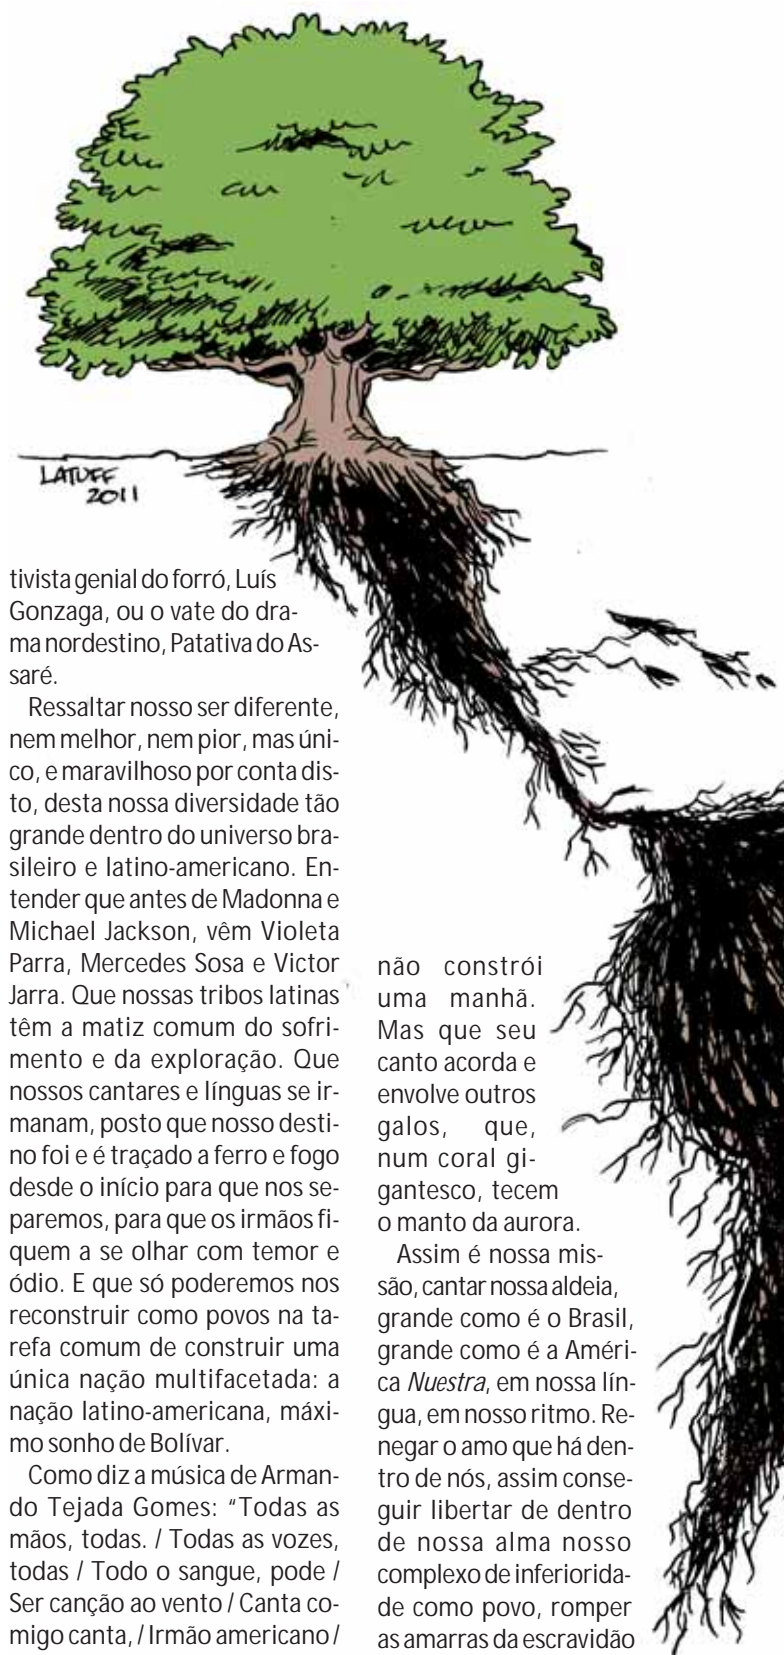 LATUFF
2011
tivista genial do forró, Luís
Gonzaga, ou o vate do dra-
ma nordestino, Patativa do As-
saré.
Ressaltar nosso ser diferente,
nem melhor, nem pior, mas úni-
co, e maravilhoso por conta dis-
to, desta nossa diversidade tão
grande dentro do universo bra-
sileiro e latino-americano. En-
tender que antes de Madonna e
Michael Jackson, vêm Violeta
Parra, Mercedes Sosa e Victor
Jarra. Que nossas tribos latinas
têm a matiz comum do sofri-
mento e da exploração. Que
nossos cantares e línguas se ir-
manam, posto que nosso desti-
no foi e é traçado a ferro e fogo
desde o início para que nos se-
paremos, para que os irmãos fi-
quem a se olhar com temor e
ódio. E que só poderemos nos
reconstruir como povos na ta-
refa comum de construir uma
única nação multifacetada: a
nação latino-americana, máxi-
mo sonho de Bolívar.
Como diz a música de Arman-
do Tejada Gomes: “Todas as
mãos, todas. / Todas as vozes,
todas / Todo o sangue, pode /
Ser canção ao vento / Canta co-
migo canta, / Irmão americano /
não constrói
uma manhã.
Mas que seu
canto acorda e
envolve outros
galos, que,
num coral gi-
gantesco, tecem
o manto da aurora.
Assim é nossa mis-
são, cantar nossa aldeia,
grande como é o Brasil,
grande como é a Améri-
ca Nuestra, em nossa lín-
gua, em nosso ritmo. Re-
negar o amo que há den-
tro de nós, assim conse-
guir libertar de dentro
de nossa alma nosso
complexo de inferiorida-
de como povo, romper
as amarras da escravidão